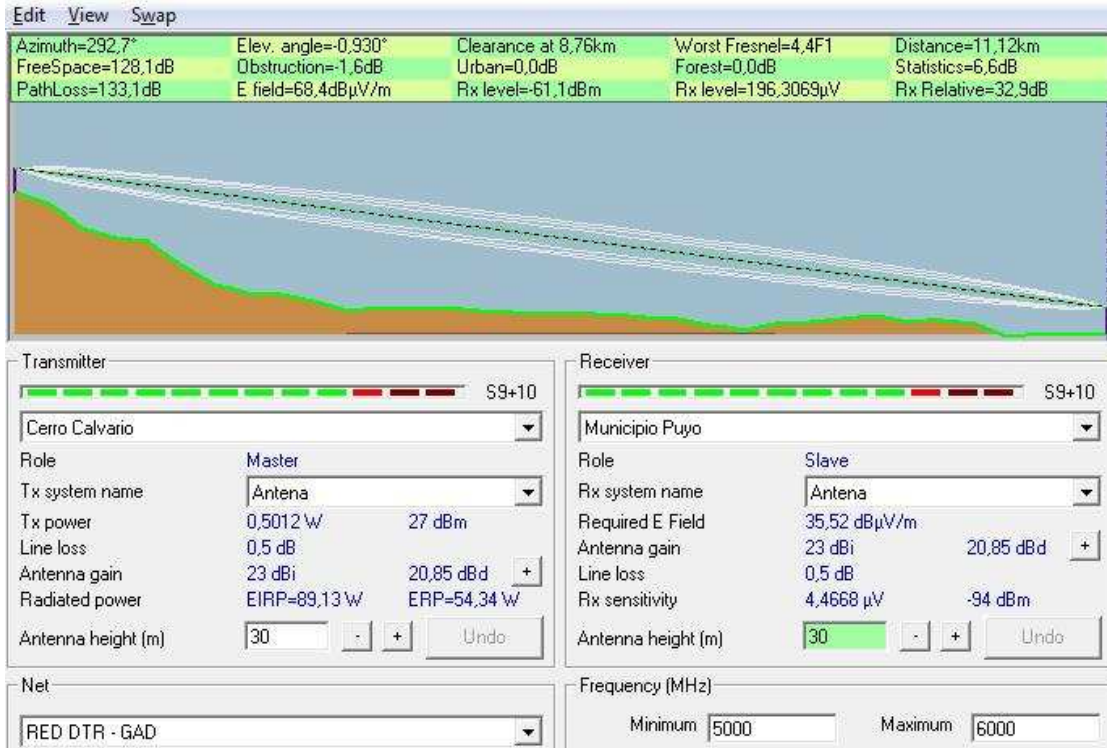 Edit View Swap
Azimuth=292,7° Elev. angle=-0,930° Clearance at 8,76km Worst Fresnel=4,4F1 Distance=11,12km
FreeSpace=128,1dB Obstruction=-1,6dB Urban=0,0dB Forest=0,0dB Statistics=6,6dB
PathLoss=133,1dB E field=68,4dBµV/m Rx level=-61,1dBm Rx level=196,3069µV Rx Relative=32,9dB
Transmitter
S9+10
Cerro Calvario
Role Master
Tx system name Antena
Tx power 0,5012 W 27 dBm
Line loss 0,5 dB
Antenna gain 23 dBi 20,85 dBd +
Radiated power EIRP=89,13 W ERP=54,34 W
Antenna height (m) 30 - + Undo
Receiver
S9+10
Municipio Puyo
Role Slave
Rx system name Antena
Required E Field 35,52 dBµV/m
Antenna gain 23 dBi 20,85 dBd +
Line loss 0,5 dB
Rx sensitivity 4,4668 µV -94 dBm
Antenna height (m) 30 - + Undo
Net
RED DTR - GAD
Frequency (MHz)
Minimum 5000 Maximum 6000